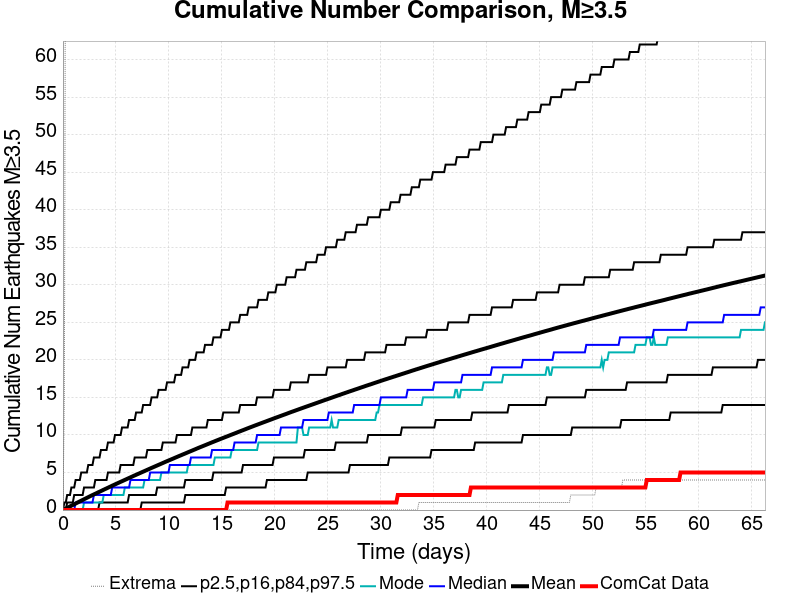 Cumulative Number Comparison, M≥3.5
Cumulative Num Earthquakes M≥3.5
60
55
50
45
40
35
30
25
20
15
10
5
0
0 5 10 15 20 25 30 35 40 45 50 55 60 65
Time (days)
Extrema p2.5,p16,p84,p97.5 Mode Median Mean ComCat Data